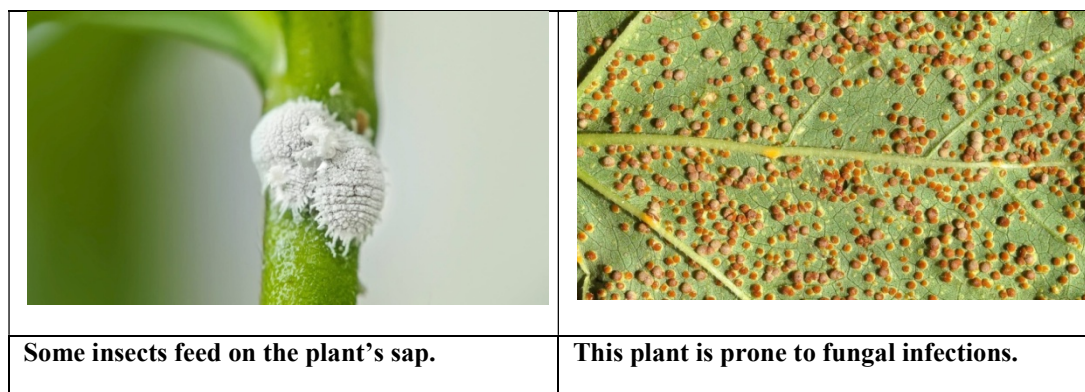 Some insects feed on the plant’s sap.
This plant is prone to fungal infections.